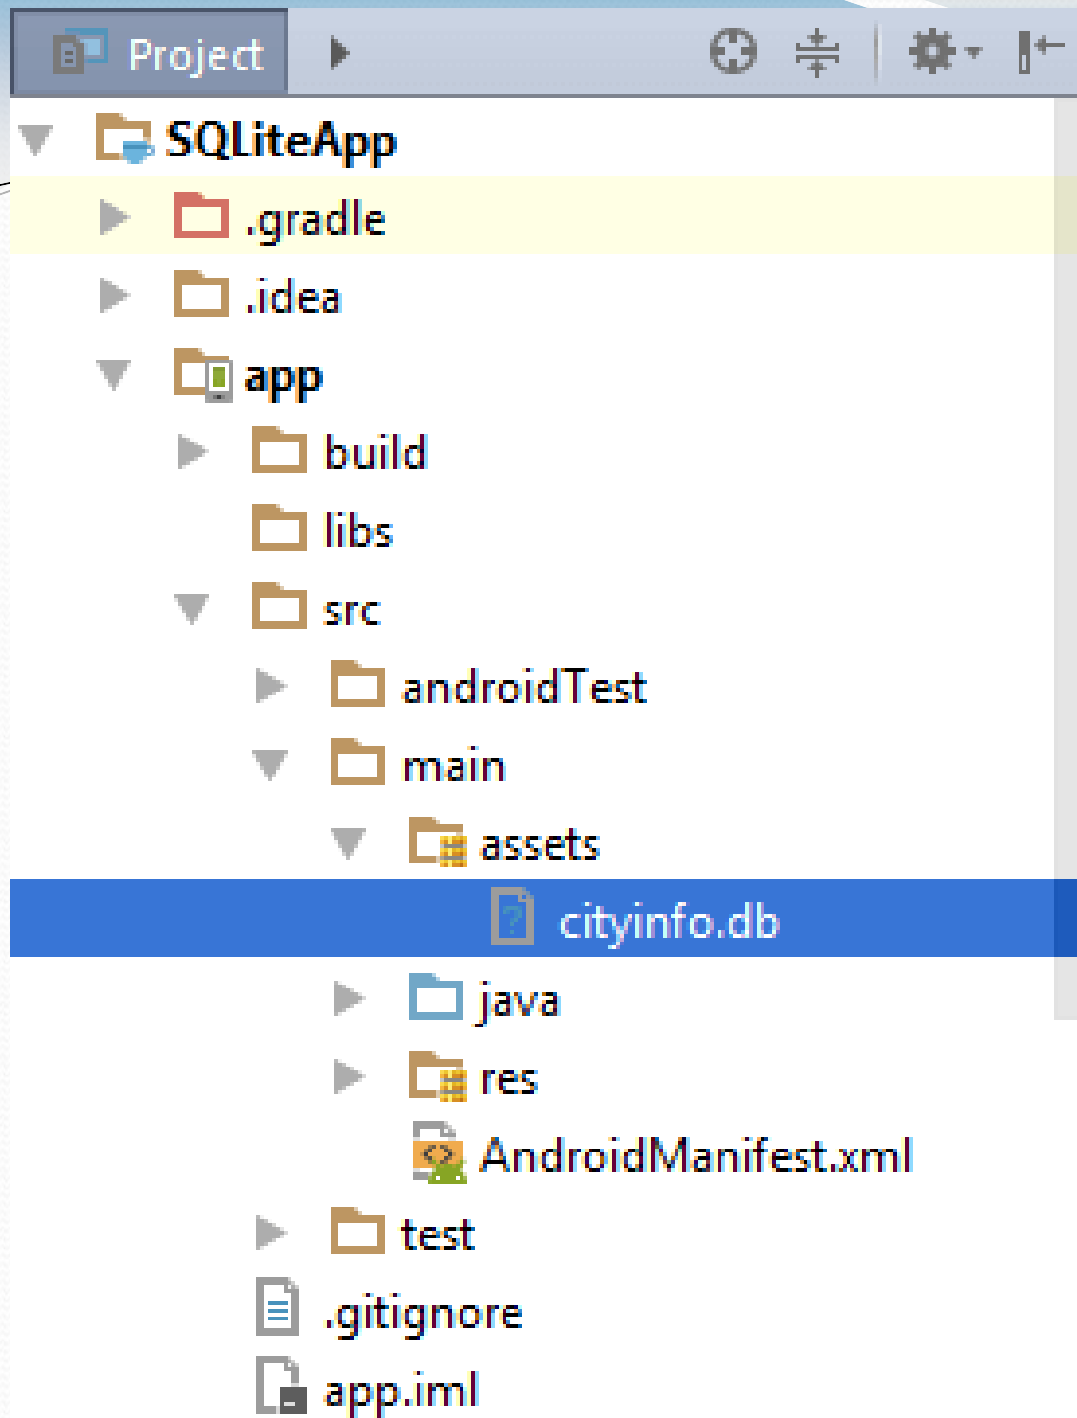 Project
SQLiteApp
.gradle
.idea
app
build
libs
src
androidTest
main
assets
cityinfo.db
java
res
AndroidManifest.xml
test
.gitignore
app.iml